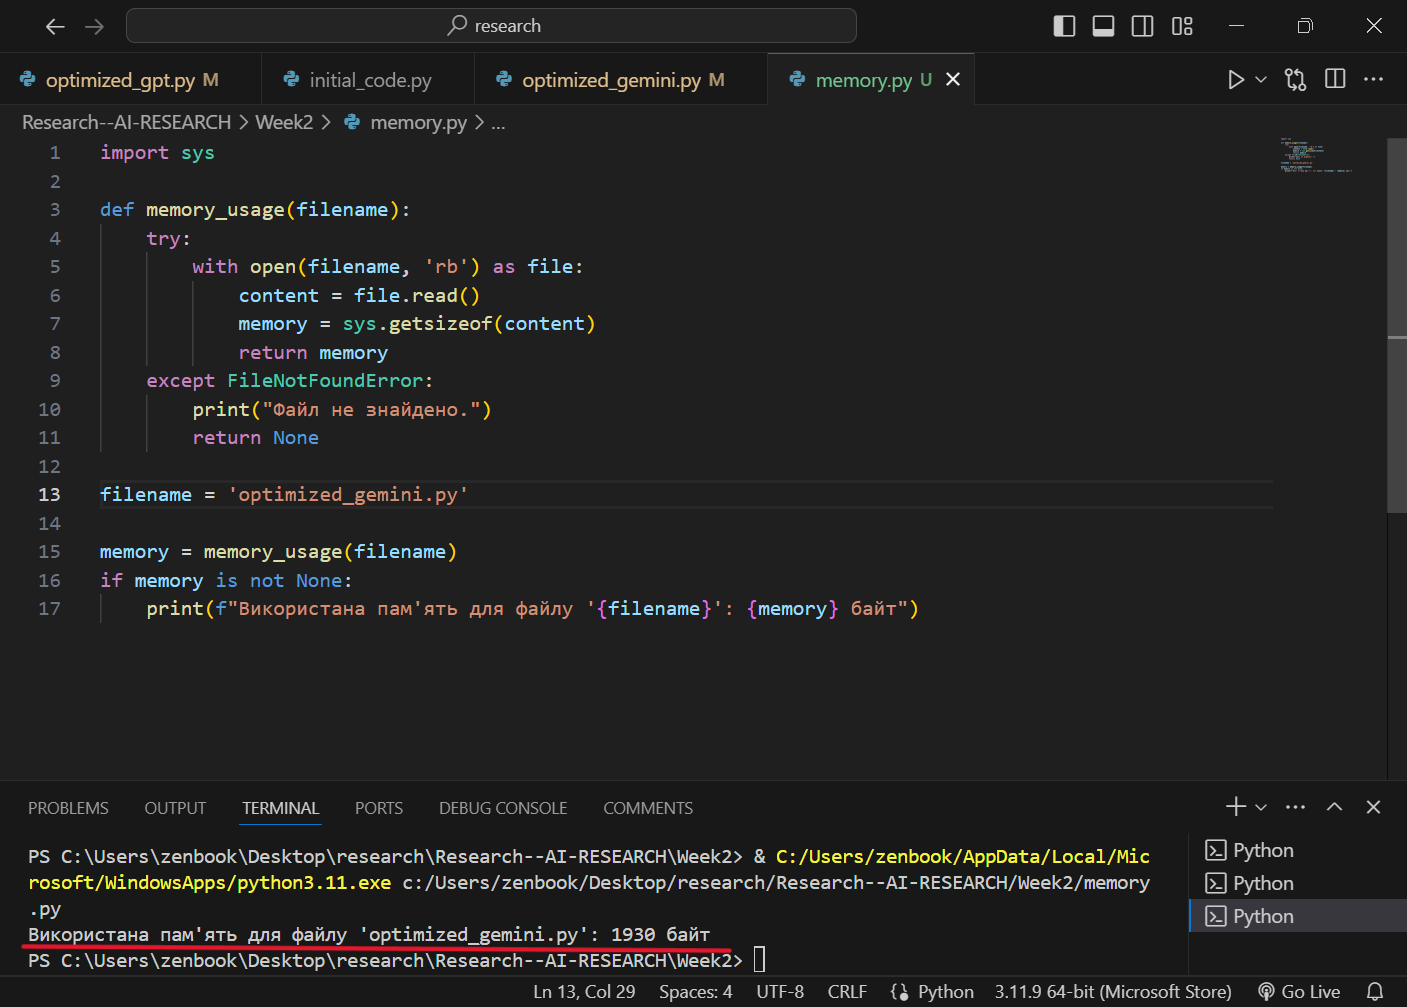 research
optimized_gpt.py M
initial_code.py
optimized_gemini.py M
memory.py U
Research--AI-RESEARCH > Week2 > memory.py > ...
1 import sys
2
3 def memory_usage(filename):
4 try:
5 with open(filename, 'rb') as file:
6 content = file.read()
7 memory = sys.getsizeof(content)
8 return memory
9 except FileNotFoundError:
10 print("Файл не знайдено.")
11 return None
12
13 filename = 'optimized_gemini.py'
14
15 memory = memory_usage(filename)
16 if memory is not None:
17 print(f"Використана пам'ять для файлу '{filename}': {memory} байт")
PROBLEMS OUTPUT TERMINAL PORTS DEBUG CONSOLE COMMENTS
PS C:\Users\zenbook\Desktop\research\Research--AI-RESEARCH\Week2> & C:/Users/zenbook/AppData/Local/Mic
rosoft/WindowsApps/python3.11.exe c:/Users/zenbook/Desktop/research/Research--AI-RESEARCH/Week2/memory
.py
Використана пам'ять для файлу 'optimized_gemini.py': 1930 байт
PS C:\Users\zenbook\Desktop\research\Research--AI-RESEARCH\Week2>
Python
Python
Python
Ln 13, Col 29 Spaces: 4 UTF-8 CRLF Python 3.11.9 64-bit (Microsoft Store) Go Live